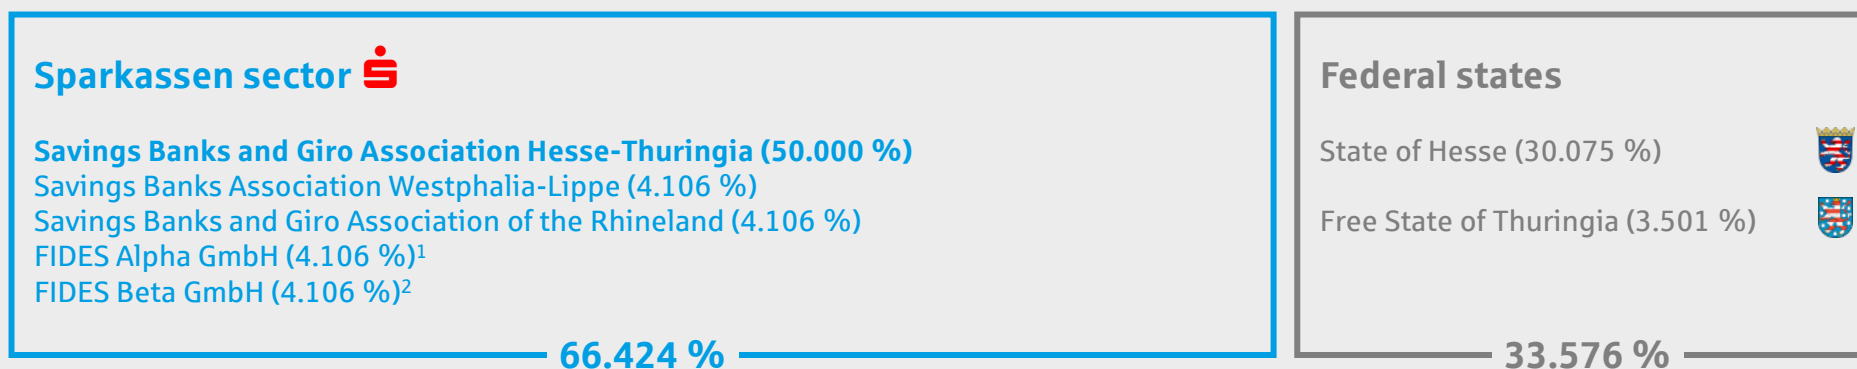 Sparkassen sector
Savings Banks and Giro Association Hesse-Thuringia (50.000 %)
Savings Banks Association Westphalia-Lippe (4.106 %)
Savings Banks and Giro Association of the Rhineland (4.106 %)
FIDES Alpha GmbH (4.106 %)¹
FIDES Beta GmbH (4.106 %)²
66.424 %
Federal states
State of Hesse (30.075 %)
Free State of Thuringia (3.501 %)
33.576 %